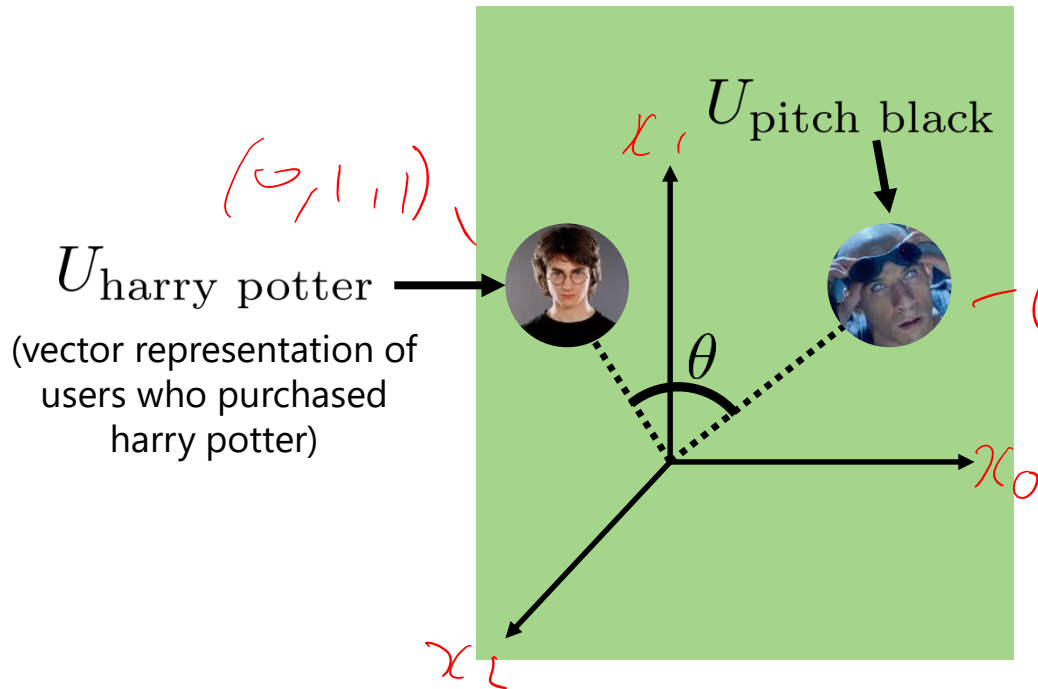 U_pitch black
x₁
(0,1,1)
U_harry potter
(vector representation of
users who purchased
harry potter)
θ
(
x₀
x₂